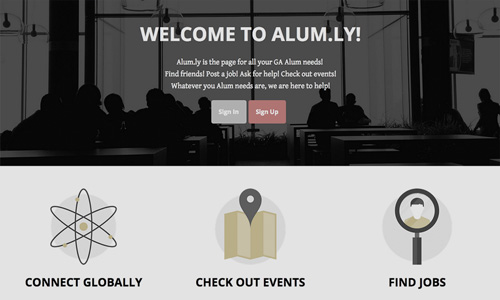 WELCOME TO ALUM.LY!
Alum.ly is the page for all your GA Alum needs!
Find friends! Post a job! Ask for help! Check out events!
Whatever you Alum needs are, we are here to help!
Sign In
Sign Up
CONNECT GLOBALLY
CHECK OUT EVENTS
FIND JOBS